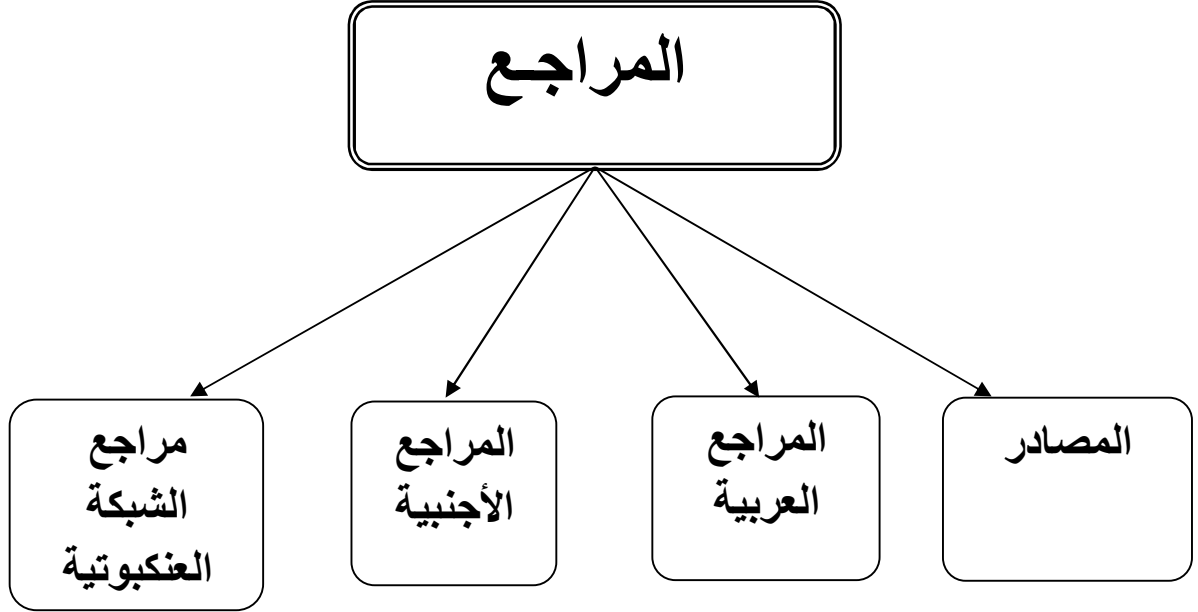 المراجـع
المصادر
المراجع
العربية
المراجع
الأجنبية
مراجع
الشبكة
العنكبوتية